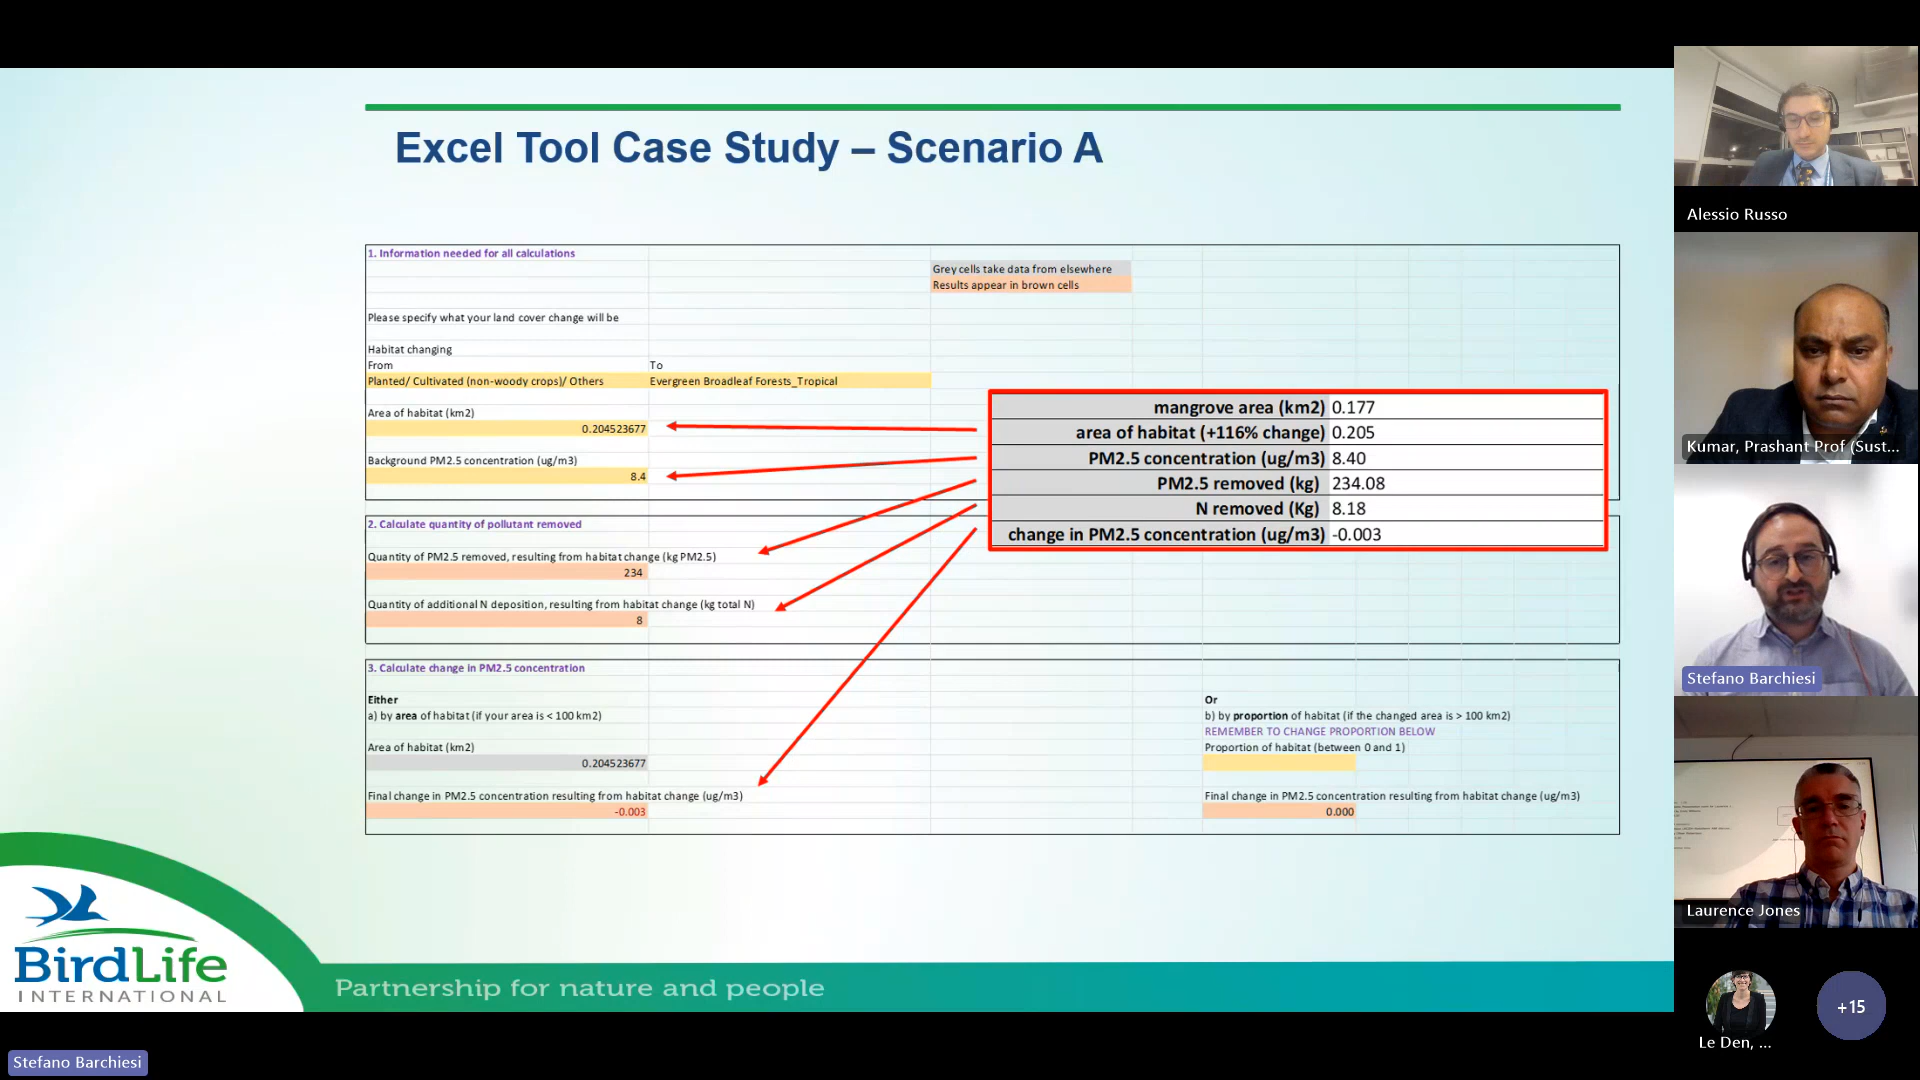 Excel Tool Case Study – Scenario A
1. Information needed for all calculations
Grey cells take data from elsewhere
Results appear in brown cells
Please specify what your land cover change will be
Habitat changing
From To
Planted/ Cultivated (non-woody crops)/ Others Evergreen Broadleaf Forests_Tropical
Area of habitat (km2)
0.204523677
Background PM2.5 concentration (ug/m3)
8.4
mangrove area (km2) 0.177
area of habitat (+116% change) 0.205
PM2.5 concentration (ug/m3) 8.40
PM2.5 removed (kg) 234.08
N removed (Kg) 8.18
change in PM2.5 concentration (ug/m3) -0.003
2. Calculate quantity of pollutant removed
Quantity of PM2.5 removed, resulting from habitat change (kg PM2.5)
234
Quantity of additional N deposition, resulting from habitat change (kg total N)
8
3. Calculate change in PM2.5 concentration
Either
a) by area of habitat (if your area is < 100 km2)
Area of habitat (km2)
0.204523677
Final change in PM2.5 concentration resulting from habitat change (ug/m3)
-0.003
Or
b) by proportion of habitat (if the changed area is > 100 km2)
REMEMBER TO CHANGE PROPORTION BELOW
Proportion of habitat (between 0 and 1)
Final change in PM2.5 concentration resulting from habitat change (ug/m3)
0.000
BirdLife
INTERNATIONAL
Partnership for nature and people
Stefano Barchiesi
Alessio Russo
Kumar, Prashant Prof (Sust...
Stefano Barchiesi
Laurence Jones
Le Den, ...
+15